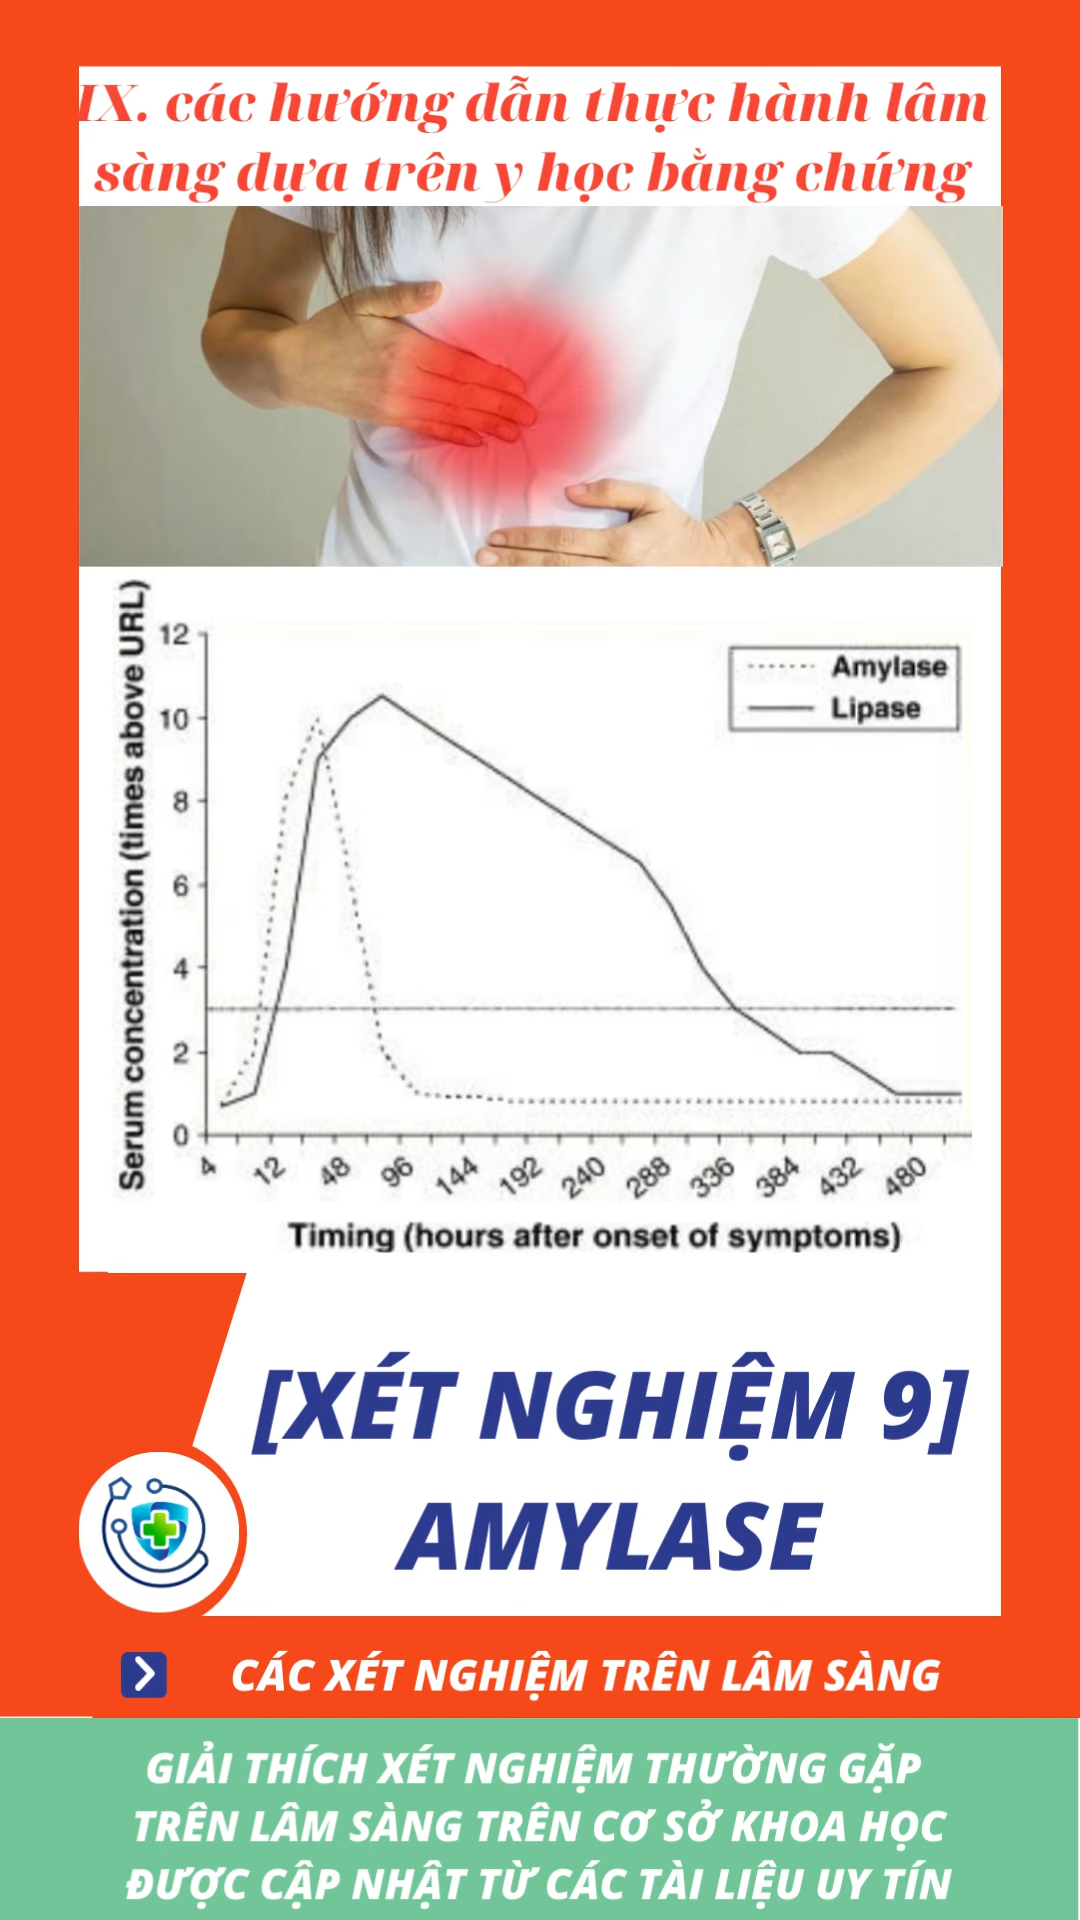 IX. các hướng dẫn thực hành lâm
sàng dựa trên y học bằng chứng
Serum concentration (times above URL)
12
10
8
6
4
2
0
Amylase
Lipase
4 12 48 96 144 192 240 288 336 384 432 480
Timing (hours after onset of symptoms)
[XÉT NGHIỆM 9]
AMYLASE
CÁC XÉT NGHIỆM TRÊN LÂM SÀNG
GIẢI THÍCH XÉT NGHIỆM THƯỜNG GẶP
TRÊN LÂM SÀNG TRÊN CƠ SỞ KHOA HỌC
ĐƯỢC CẬP NHẬT TỪ CÁC TÀI LIỆU UY TÍN